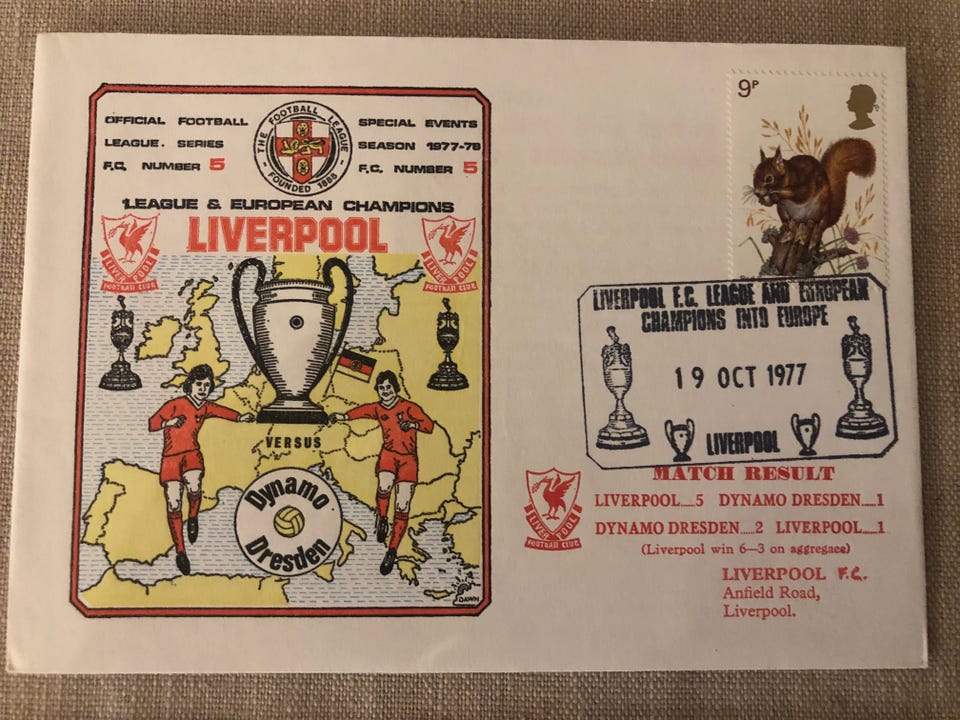 OFFICIAL FOOTBALL
LEAGUE. SERIES
F.C. NUMBER 5
THE FOOTBALL LEAGUE
FOUNDED 1888
SPECIAL EVENTS
SEASON 1977-78
F.C. NUMBER 5
LEAGUE & EUROPEAN CHAMPIONS
LIVERPOOL
LIVERPOOL
FOOTBALL CLUB
LIVERPOOL
FOOTBALL CLUB
VERSUS
Dynamo
Dresden
DAWN
9P
LIVERPOOL F.C. LEAGUE AND EUROPEAN
CHAMPIONS INTO EUROPE
19 OCT 1977
LIVERPOOL
LIVERPOOL
FOOTBALL CLUB
MATCH RESULT
LIVERPOOL....5 DYNAMO DRESDEN.....1
DYNAMO DRESDEN.....2 LIVERPOOL.....1
(Liverpool win 6—3 on aggregaes)
LIVERPOOL F.C.
Anfield Road,
Liverpool.